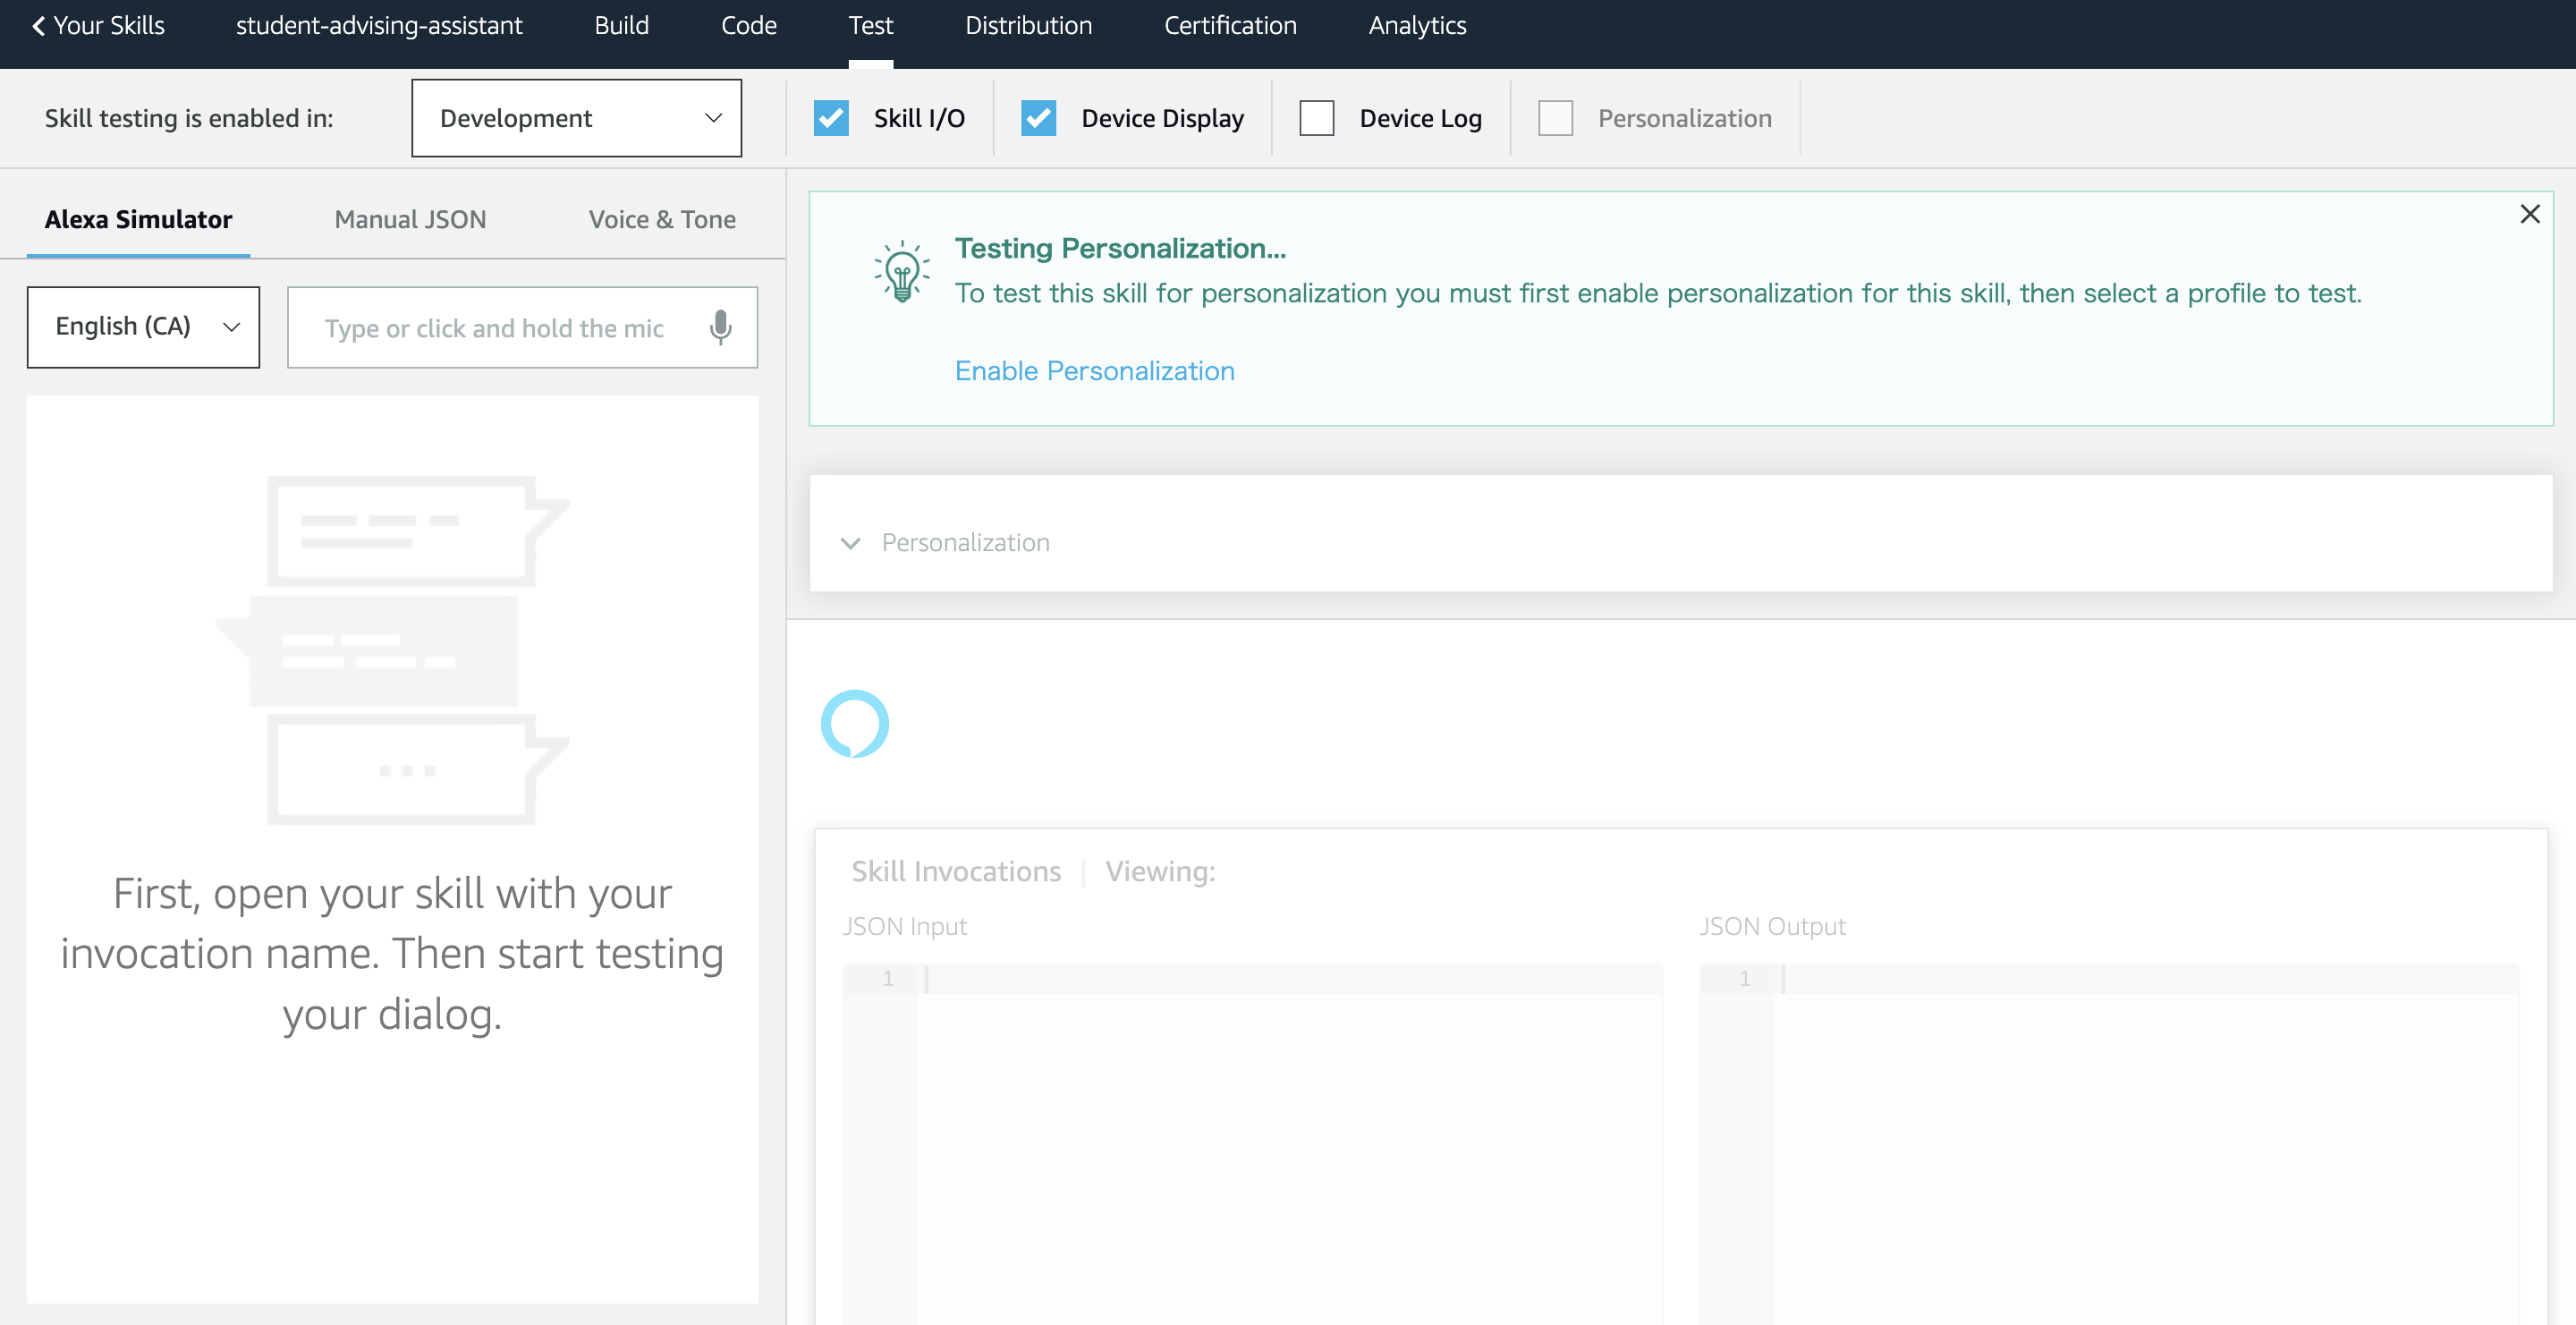 Your Skills
student-advising-assistant
Build
Code
Test
Distribution
Certification
Analytics
Skill testing is enabled in:
Development
Skill I/O
Device Display
Device Log
Personalization
Alexa Simulator
Manual JSON
Voice & Tone
English (CA)
Type or click and hold the mic
First, open your skill with your
invocation name. Then start testing
your dialog.
Testing Personalization...
To test this skill for personalization you must first enable personalization for this skill, then select a profile to test.
Enable Personalization
Personalization
Skill Invocations
Viewing:
JSON Input
JSON Output
1
1